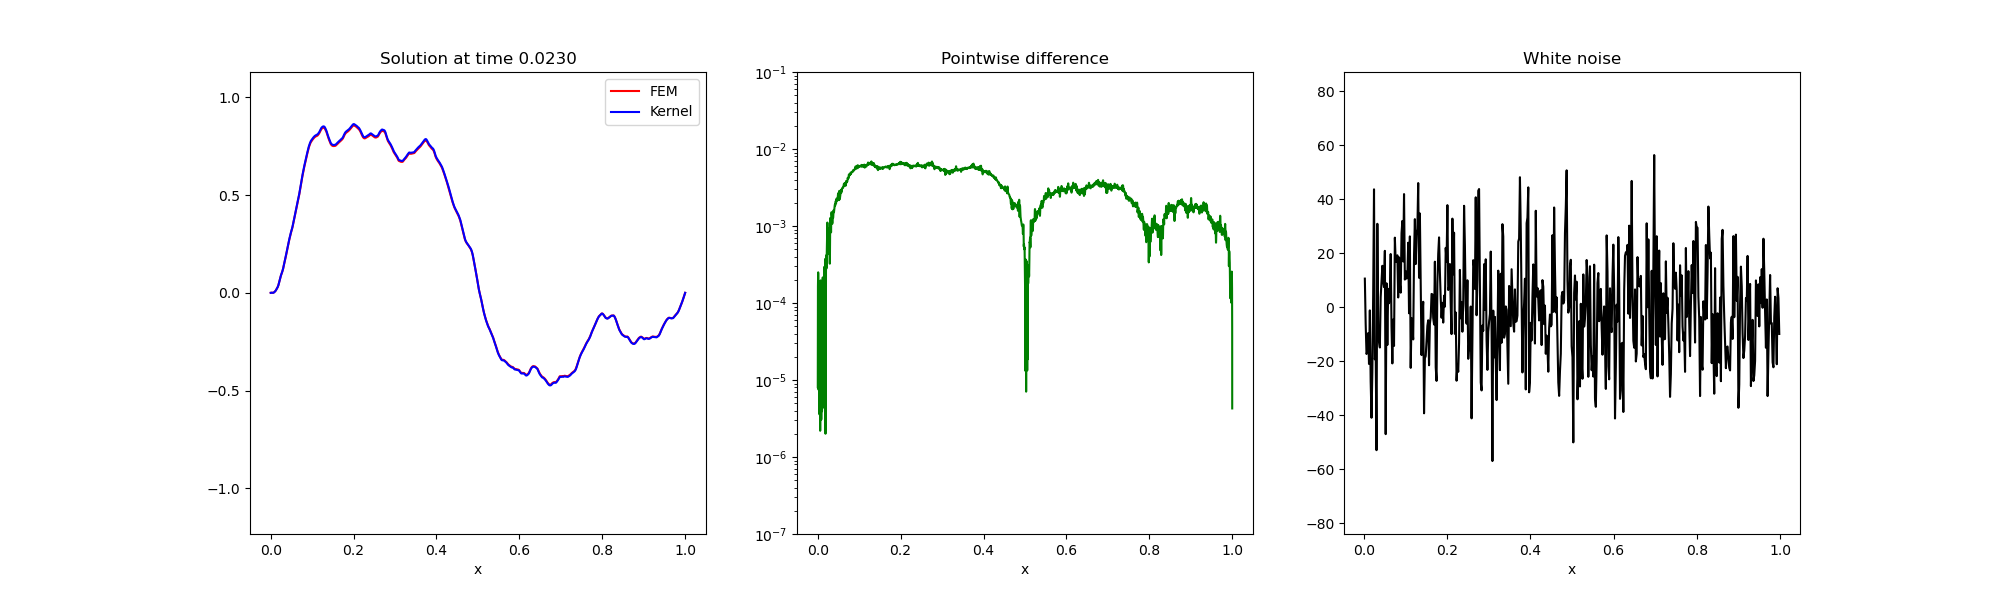 Solution at time 0.0230
1.0
0.5
0.0
−0.5
−1.0
0.0 0.2 0.4 0.6 0.8 1.0
x
FEM
Kernel
Pointwise difference
10⁻¹
10⁻²
10⁻³
10⁻⁴
10⁻⁵
10⁻⁶
10⁻⁷
0.0 0.2 0.4 0.6 0.8 1.0
x
White noise
80
60
40
20
0
−20
−40
−60
−80
0.0 0.2 0.4 0.6 0.8 1.0
x